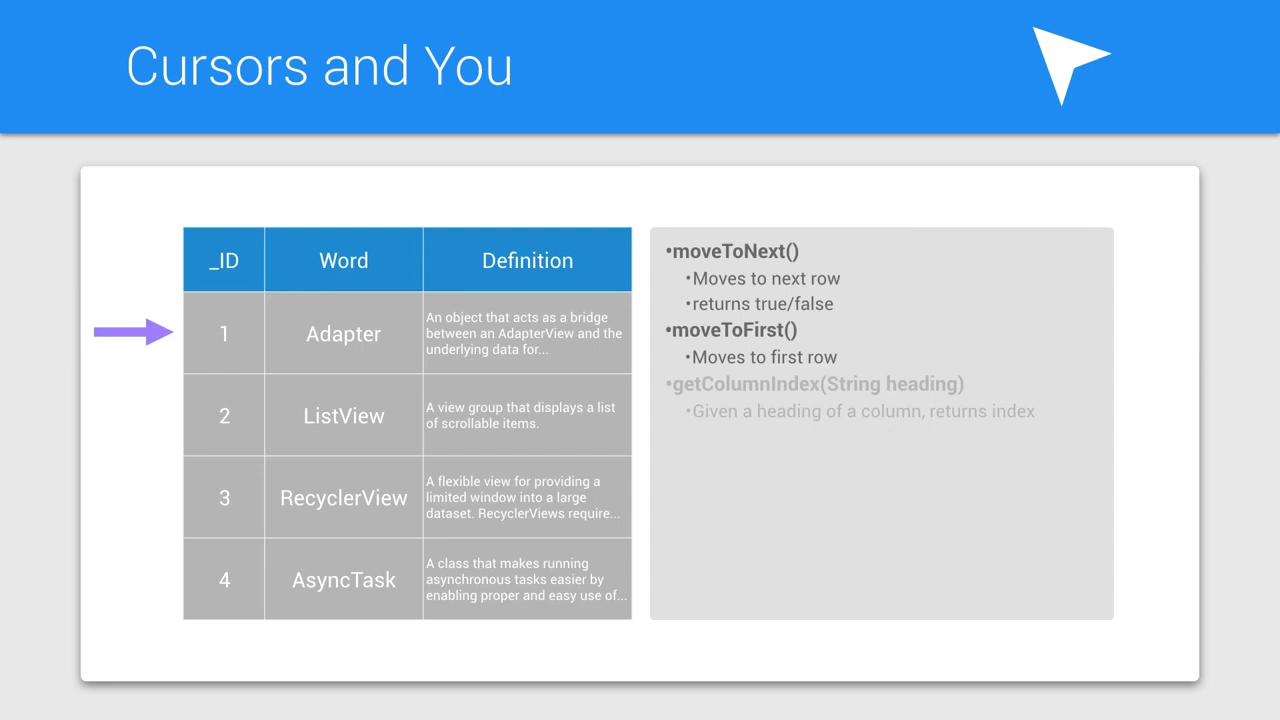 Cursors and You
_ID Word Definition
1 Adapter An object that acts as a bridge
between an AdapterView and the
underlying data for...
2 ListView A view group that displays a list
of scrollable items.
3 RecyclerView A flexible view for providing a
limited window into a large
dataset. RecyclerViews require...
4 AsyncTask A class that makes running
asynchronous tasks easier by
enabling proper and easy use of...
•moveToNext()
•Moves to next row
•returns true/false
•moveToFirst()
•Moves to first row
•getColumnIndex(String heading)
•Given a heading of a column, returns index